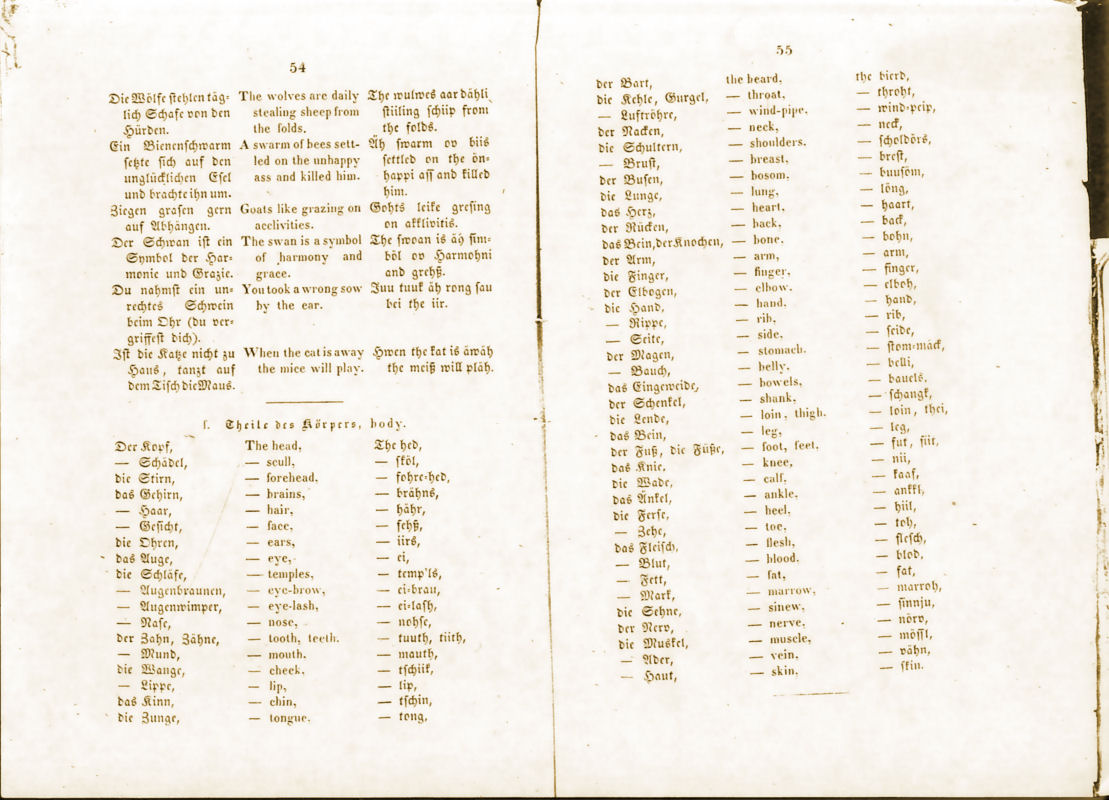 54
Die Wölfe stehlen täg= The wolves are daily The wulwes aar dähli
lich Schafe von den stealing sheep from stiiling schiip from
Hürden. the folds. the folds.
Ein Bienenschwarm A swarm of bees sett- Äh swarm ov biis
setzte sich auf den led on the unhappy settled on the ön=
unglücklichen Esel ass and killed him. happi ass and killed
und brachte ihn um. him.
Ziegen grasen gern Goats like grazing on Gohts leike gresing
auf Abhängen. acclivities. on akklivitis.
Der Schwan ist ein The swan is a symbol The swoan is äh sim=
Symbol der Har= of harmony and böl ov Harmohni
monie und Grazie. grace. and grehß.
Du nahmst ein un= You took a wrong sow Juu tuuk äh rong sau
rechtes Schwein by the ear. bei the iir.
beim Ohr (du ver=
griffest dich).
Ist die Katze nicht zu When the cat is away Hwen the kat is äwäh
Haus, tanzt auf the mice will play. the meiß will pläh.
dem Tisch die Maus.
f. Theile des Körpers, body.
Der Kopf, The head, The hed,
— Schädel, — scull, — sköl,
die Stirn, — forehead, — fohre=hed,
das Gehirn, — brains, — brähns,
— Haar, — hair, — hähr,
— Gesicht, — face, — fehß,
die Ohren, — ears, — iirs,
das Auge, — eye, — ei,
die Schläfe, — temples, — temp'ls,
— Augenbraunen, — eye-brow, — ei=brau,
— Augenwimper, — eye-lash, — ei=lash,
— Nase, — nose, — nohse,
der Zahn, Zähne, — tooth, teeth. — tuuth, tiith,
— Mund, — mouth. — mauth,
die Wange, — cheek, — tschiik,
— Lippe, — lip, — lip,
das Kinn, — chin, — tschin,
die Zunge, — tongue. — tong,
55
der Bart, the beard, the bierd,
die Kehle, Gurgel, — throat, — throht,
— Luftröhre, — wind-pipe. — wind=peip,
der Nacken, — neck, — neck,
die Schultern, — shoulders. — scholdörs,
— Brust, — breast, — brest,
der Busen, — bosom, — buusöm,
die Lunge, — lung, — löng,
das Herz, — heart, — haart,
der Rücken, — back, — back,
das Bein, der Knochen, — bone. — bohn,
der Arm, — arm, — arm,
die Finger, — finger, — finger,
der Elbogen, — elbow. — elboh,
die Hand, — hand, — hand,
— Rippe, — rib, — rib,
— Seite, — side, — seide,
der Magen, — stomach. — stom=mäck,
— Bauch, — belly, — belli,
das Eingeweide, — bowels, — bauels,
der Schenkel, — shank, — schangk,
die Lende, — loin, thigh. — loin, thei,
das Bein, — leg, — leg,
der Fuß, die Füße, — foot, feet. — fut, fiit,
das Knie, — knee, — nii,
die Wade, — calf, — kaaf,
das Ankel, — ankle, — ankkl,
die Ferse, — heel, — hiil,
— Zehe, — toe, — toh,
das Fleisch, — flesh, — flesch,
— Blut, — blood. — blod,
— Fett, — fat, — fat,
— Mark, — marrow, — marroh,
die Sehne, — sinew, — sinnju,
der Nerv, — nerve, — nörv,
die Muskel, — muscle, — mössl,
— Ader, — vein, — vähn,
— Haut, — skin. — skin.